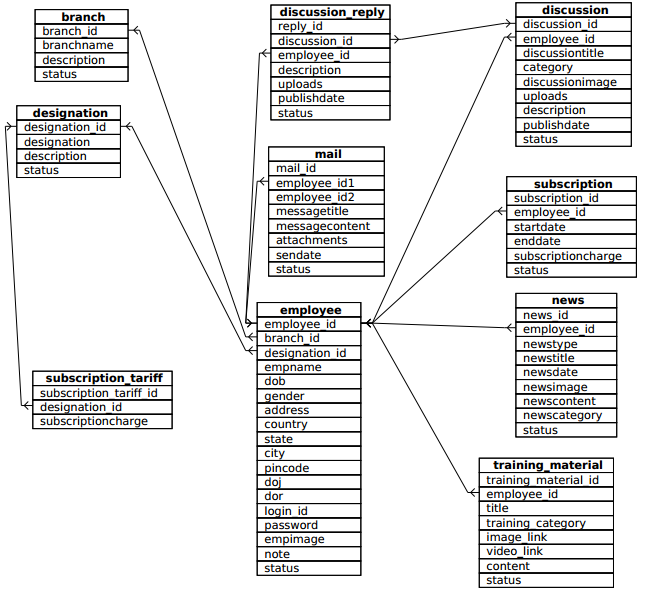 branch
branch_id
branchname
description
status
designation
designation_id
designation
description
status
subscription_tariff
subscription_tariff_id
designation_id
subscriptioncharge
discussion_reply
reply_id
discussion_id
employee_id
description
uploads
publishdate
status
mail
mail_id
employee_id1
employee_id2
messagetitle
messagecontent
attachments
sendate
status
employee
employee_id
branch_id
designation_id
empname
dob
gender
address
country
state
city
pincode
doj
dor
login_id
password
empimage
note
status
discussion
discussion_id
employee_id
discussiontitle
category
discussionimage
uploads
description
publishdate
status
subscription
subscription_id
employee_id
startdate
enddate
subscriptioncharge
status
news
news_id
employee_id
newstype
newstitle
newsdate
newsimage
newscontent
newscategory
status
training_material
training_material_id
employee_id
title
training_category
image_link
video_link
content
status